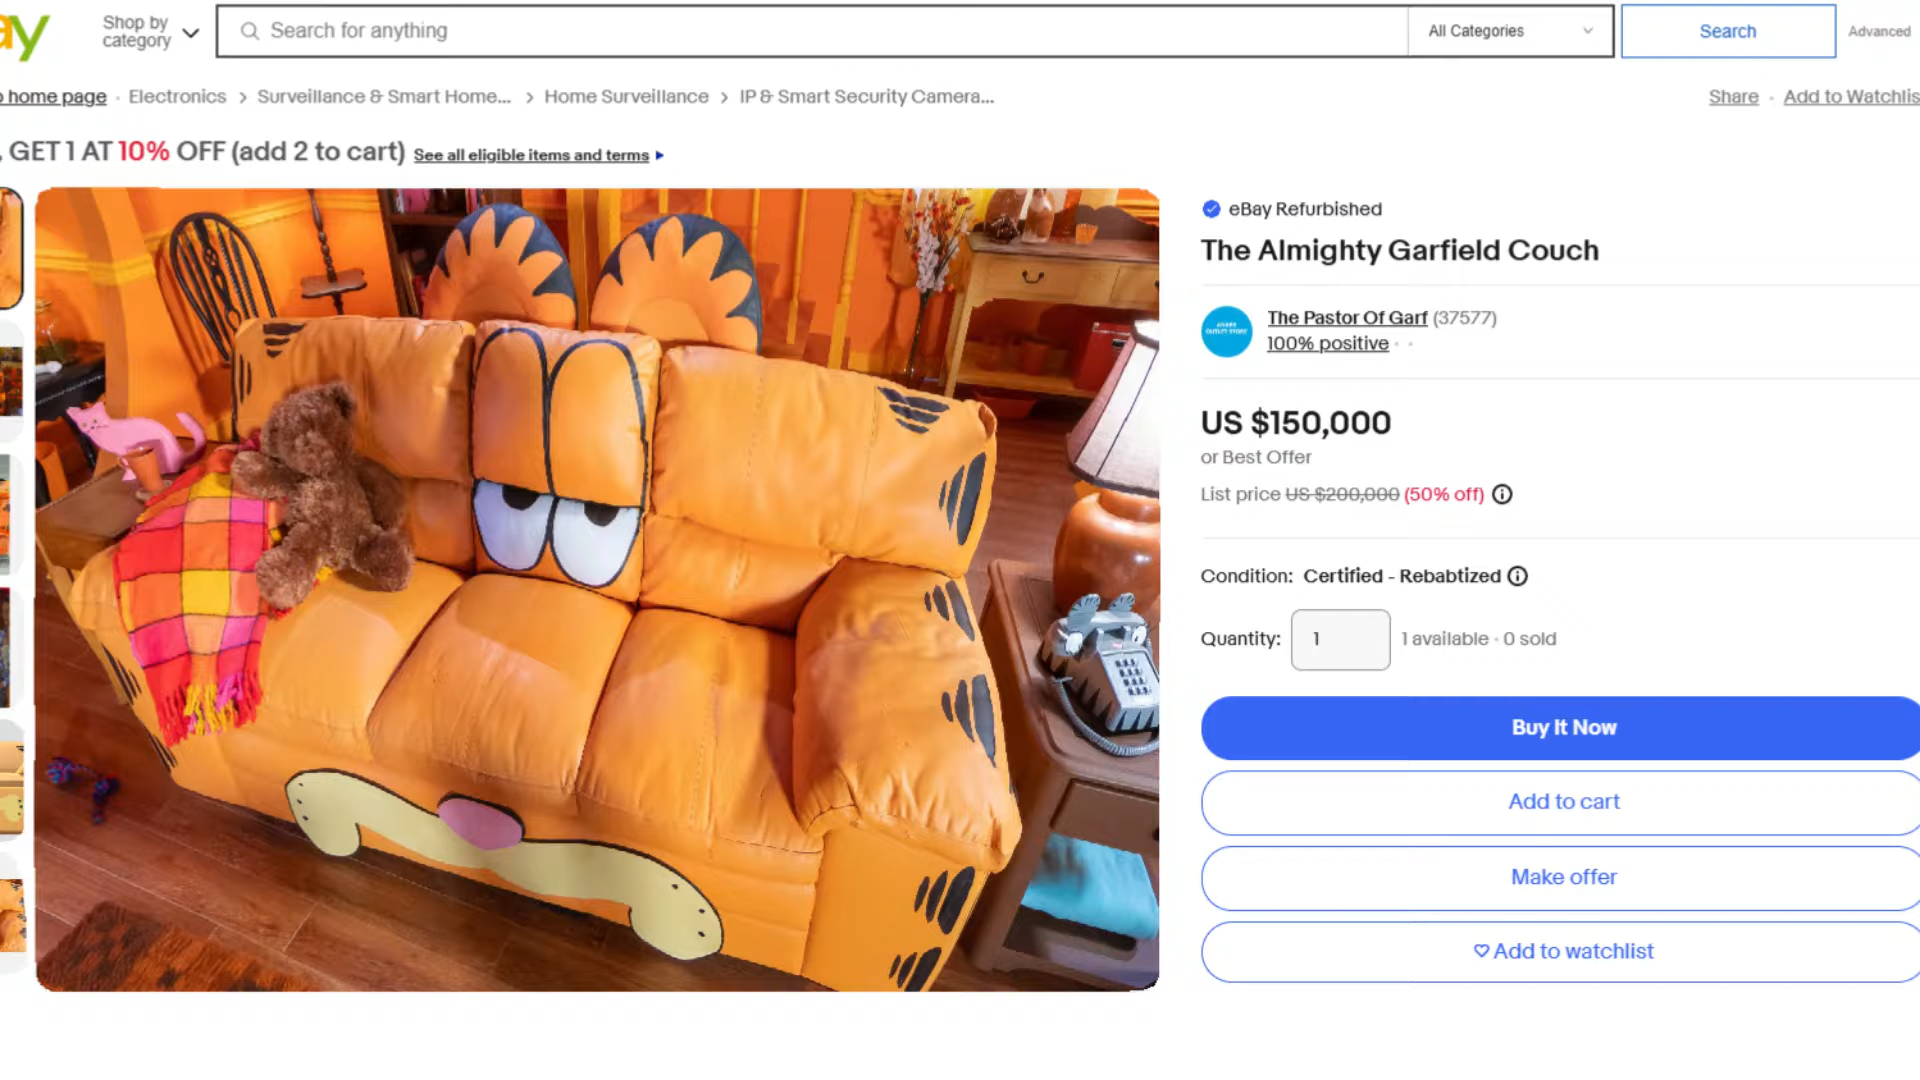 ay
Shop by
category
Search for anything
All Categories
Search
Advanced
home page · Electronics > Surveillance & Smart Home... > Home Surveillance > IP & Smart Security Camera...
Share · Add to Watchlis
, GET 1 AT 10% OFF (add 2 to cart) See all eligible items and terms
eBay Refurbished
The Almighty Garfield Couch
The Pastor Of Garf (37577)
100% positive
US $150,000
or Best Offer
List price US $200,000 (50% off)
Condition: Certified - Rebabtized
Quantity: 1 1 available · 0 sold
Buy It Now
Add to cart
Make offer
Add to watchlist